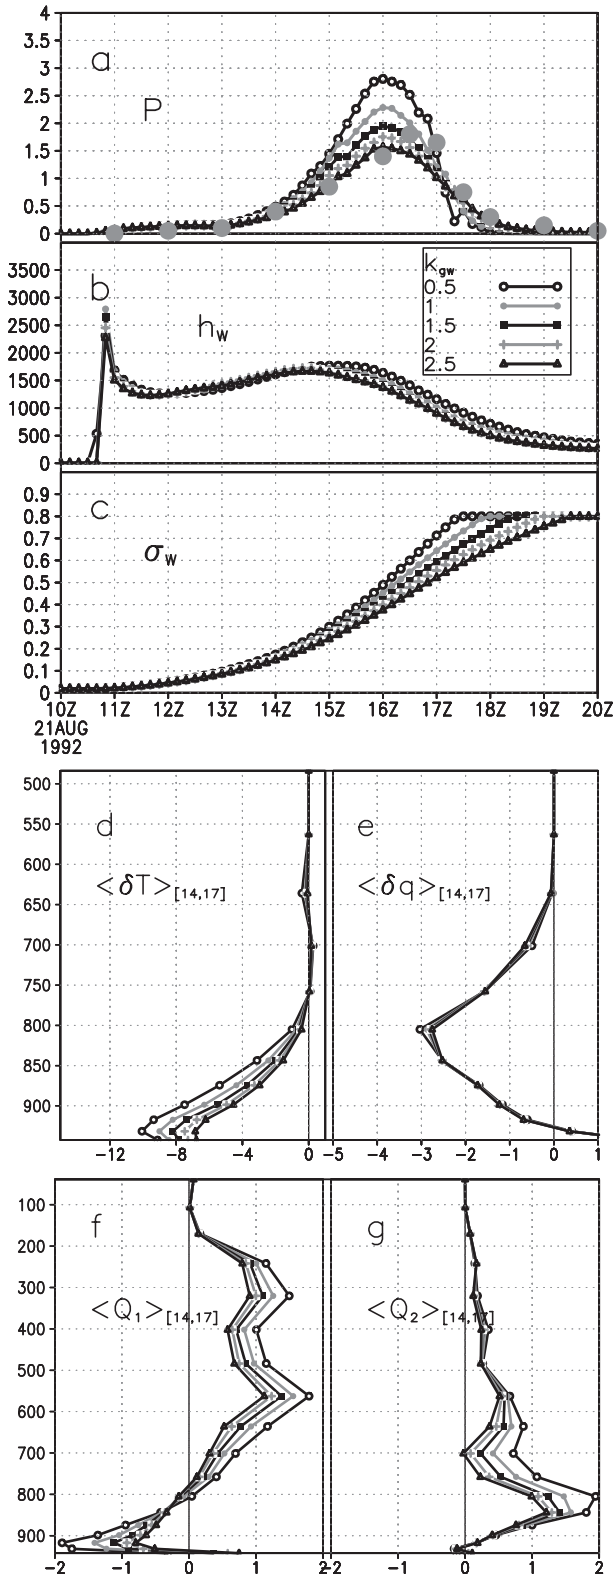 4
3.5
a
3
P
2.5
2
1.5
1
0.5
0
3500
b
3000
h_w
2500
2000
1500
1000
500
0
k_gw
0.5
1
1.5
2
2.5
0.9
c
0.8
0.7
σ_w
0.6
0.5
0.4
0.3
0.2
0.1
0
10Z 11Z 12Z 13Z 14Z 15Z 16Z 17Z 18Z 19Z 20Z
21AUG
1992
500
550
600
650
700
750
800
850
900
d
<δT>[14,17]
-12 -8 -4 0
e
<δq>[14,17]
-5 -4 -3 -2 -1 0 1
100
200
300
400
500
600
700
800
900
f
<Q1>[14,17]
-2 -1 0 1 2
g
<Q2>[14,17]
-2 -1 0 1 2